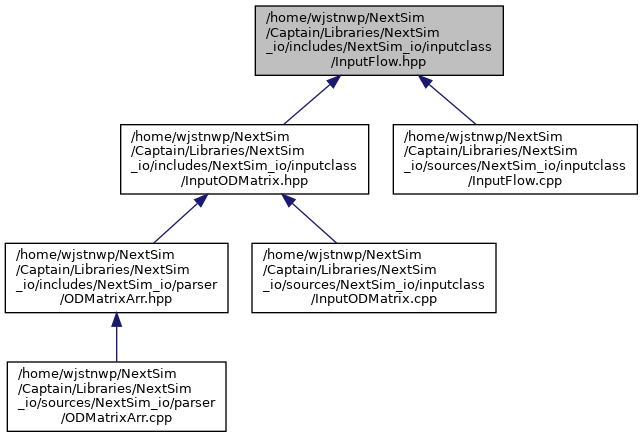 /home/wjstnwp/NextSim
/Captain/Libraries/NextSim
_io/includes/NextSim_io/inputclass
/InputFlow.hpp
/home/wjstnwp/NextSim
/Captain/Libraries/NextSim
_io/includes/NextSim_io/inputclass
/InputODMatrix.hpp
/home/wjstnwp/NextSim
/Captain/Libraries/NextSim
_io/sources/NextSim_io/inputclass
/InputFlow.cpp
/home/wjstnwp/NextSim
/Captain/Libraries/NextSim
_io/includes/NextSim_io/parser
/ODMatrixArr.hpp
/home/wjstnwp/NextSim
/Captain/Libraries/NextSim
_io/sources/NextSim_io/inputclass
/InputODMatrix.cpp
/home/wjstnwp/NextSim
/Captain/Libraries/NextSim
_io/sources/NextSim_io/parser
/ODMatrixArr.cpp